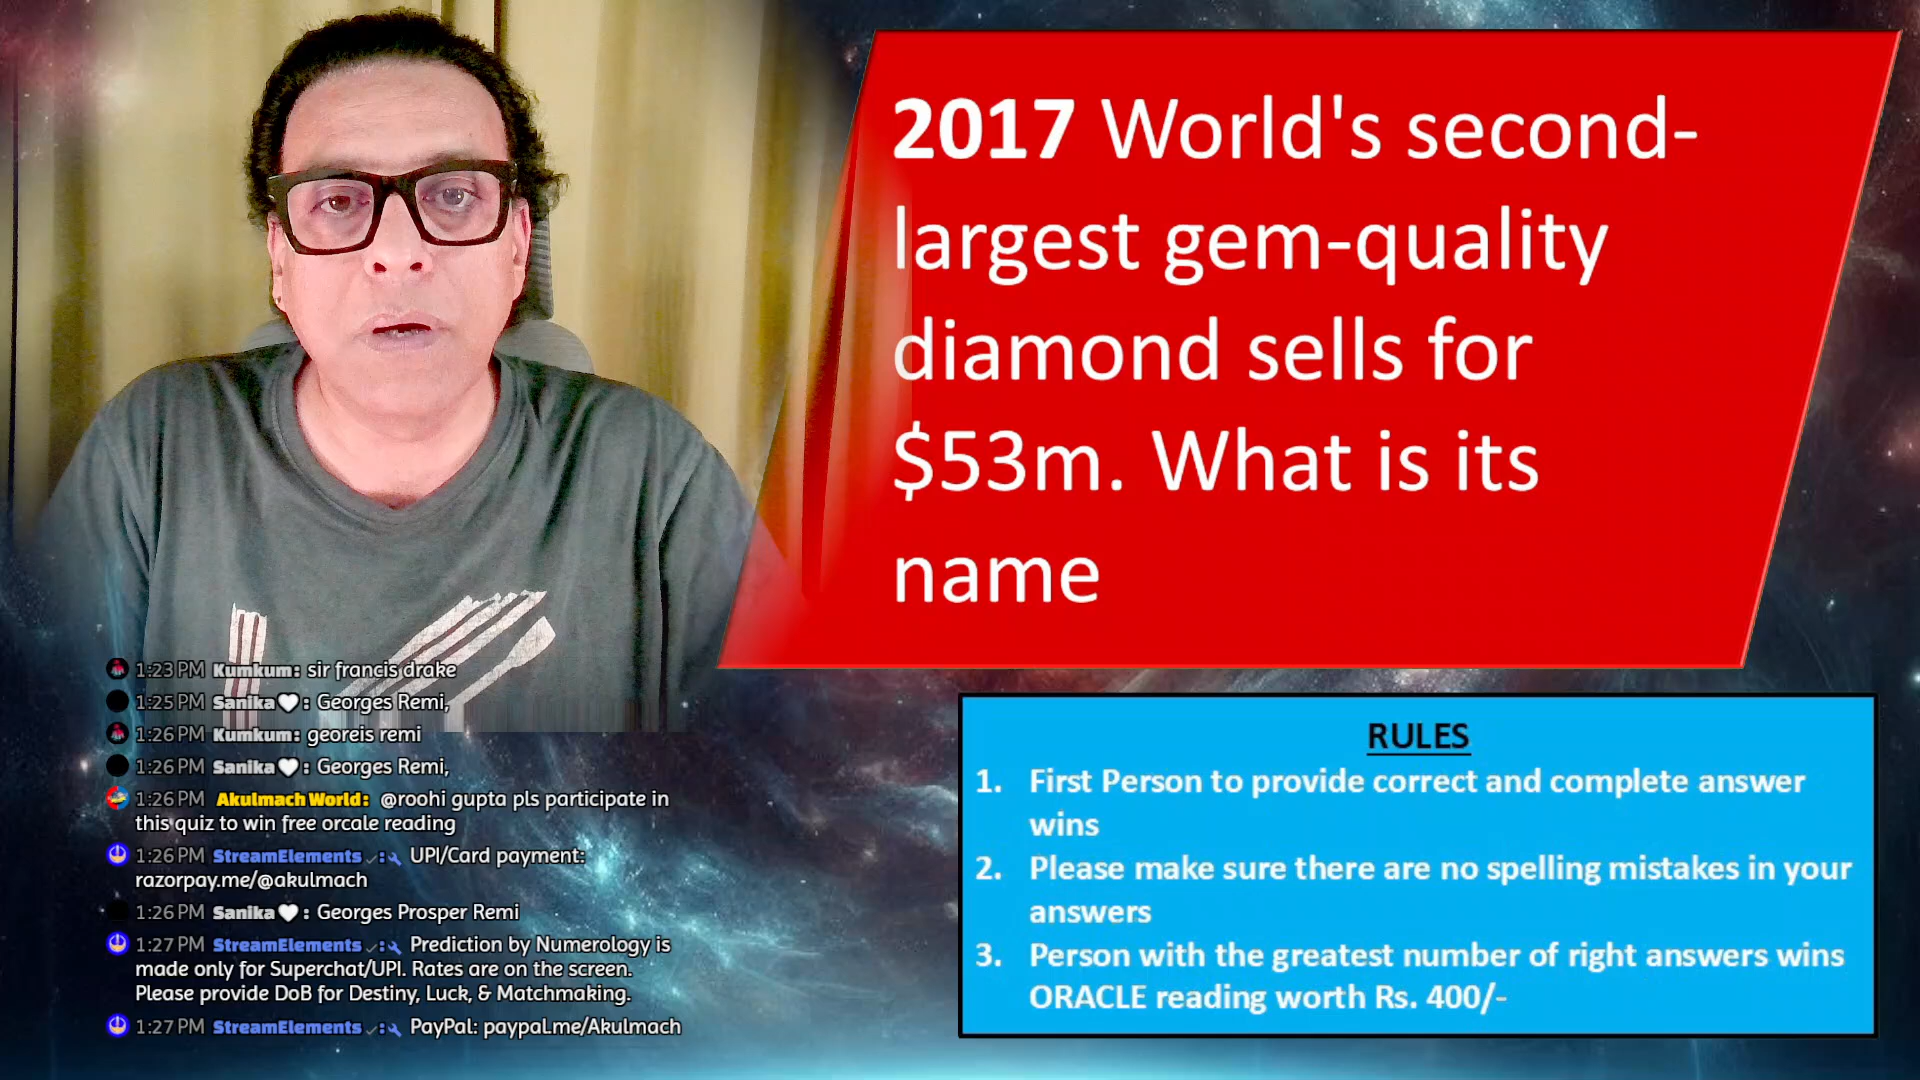 2017 World's second-
largest gem-quality
diamond sells for
$53m. What is its
name
1:23 PM Kumkum: sir francis drake
1:25 PM Sanika🤍: Georges Remi,
1:26 PM Kumkum: georeis remi
1:26 PM Sanika🤍: Georges Remi,
1:26 PM Akulmach World: @roohi gupta pls participate in
this quiz to win free orcale reading
1:26 PM StreamElements: UPI/Card payment:
razorpay.me/@akulmach
1:26 PM Sanika🤍: Georges Prosper Remi
1:27 PM StreamElements: Prediction by Numerology is
made only for Superchat/UPI. Rates are on the screen.
Please provide DoB for Destiny, Luck, & Matchmaking.
1:27 PM StreamElements: PayPal: paypal.me/Akulmach
RULES
1. First Person to provide correct and complete answer
wins
2. Please make sure there are no spelling mistakes in your
answers
3. Person with the greatest number of right answers wins
ORACLE reading worth Rs. 400/-